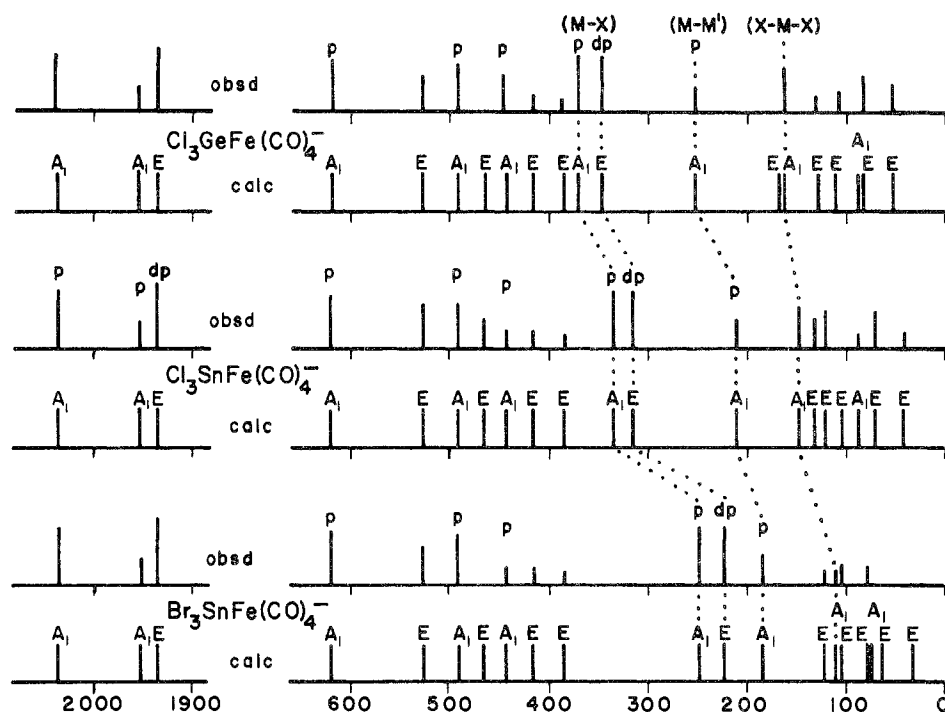 (M-X) (M-M') (X-M-X)
p p p p dp p
obsd
Cl₃GeFe(CO)₄⁻
A₁
A₁ A₁ E A₁ E A₁ E A₁ E E A₁ E A₁ E A₁ E E E E
calc
p p dp p p p p dp p
obsd
Cl₃SnFe(CO)₄⁻
A₁ A₁ E A₁ E A₁ E A₁ E E A₁ E A₁ A₁ E E E A₁ E E
calc
p p p p dp p
obsd
Br₃SnFe(CO)₄⁻
A₁ A₁
A₁ A₁ E A₁ E A₁ E A₁ E E A₁ E A₁ E E E E E
calc
2000 1900 600 500 400 300 200 100 0